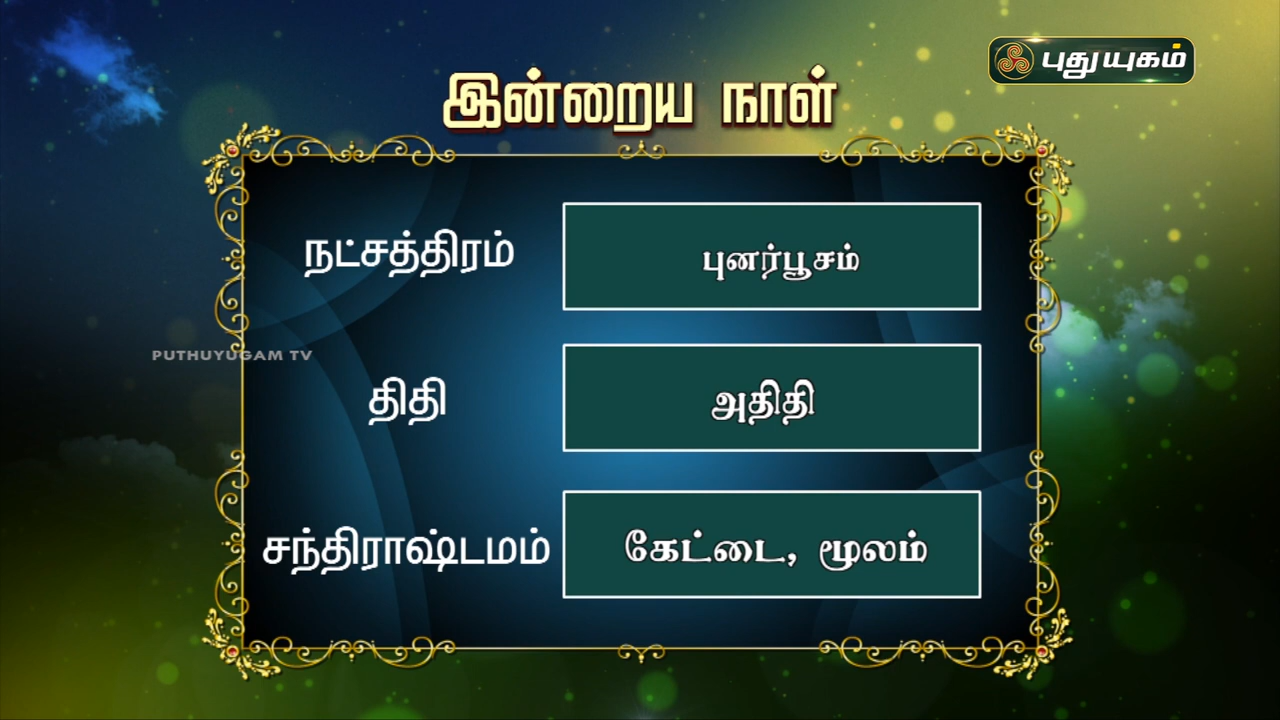 புதுயுகம்
இன்றைய நாள்
நட்சத்திரம் புனர்பூசம்
PUTHUYUGAM TV
திதி அதிதி
சந்திராஷ்டமம் கேட்டை, மூலம்